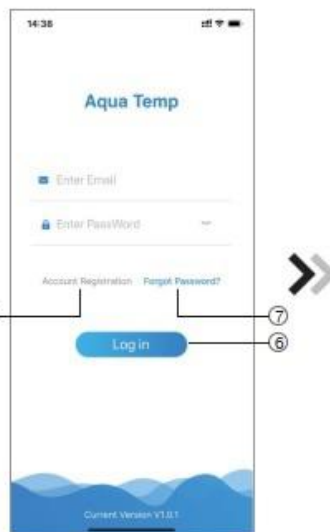 14:36
Aqua Temp
Enter Email
Enter PassWord
Account Registration Forgot Password?
⑦
Log in
⑥
Current Version V1.0.1